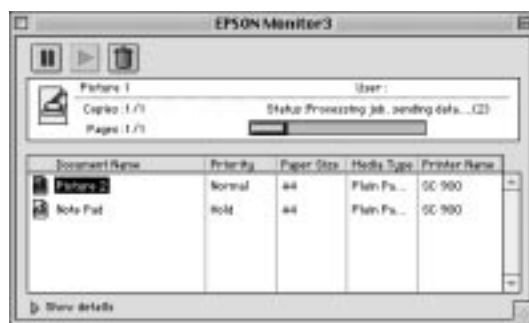 EPSON Monitor3
Picture 1 User :
Copies : 1 / 1 Status : Processing job, sending data...(2)
Pages : 1 / 1
Document Name Priority Paper Size Media Type Printer Name
Picture 2 Normal A4 Plain Pa... SC 900
Note Pad Hold A4 Plain Pa... SC 900
Show details